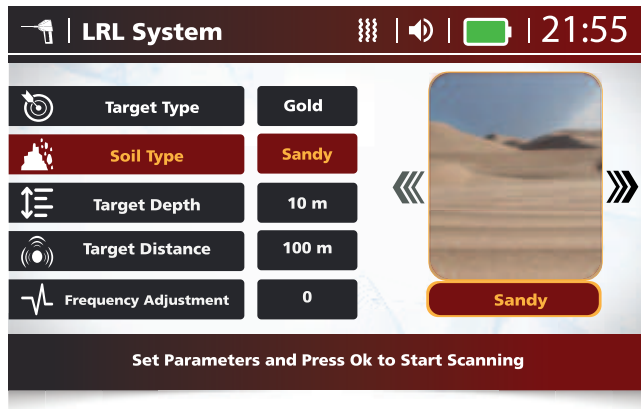 LRL System
21:55
Target Type Gold
Soil Type Sandy
Target Depth 10 m
Target Distance 100 m
Frequency Adjustment 0
Sandy
Set Parameters and Press Ok to Start Scanning